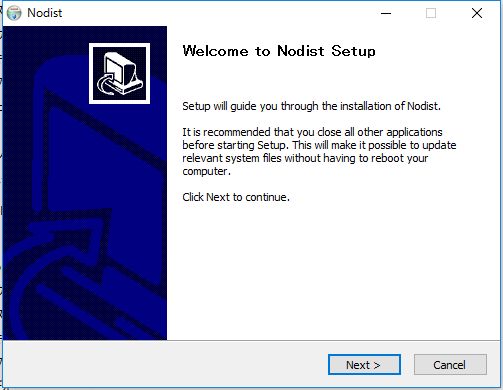 Nodist
Welcome to Nodist Setup
Setup will guide you through the installation of Nodist.
It is recommended that you close all other applications
before starting Setup. This will make it possible to update
relevant system files without having to reboot your
computer.
Click Next to continue.
Next >
Cancel